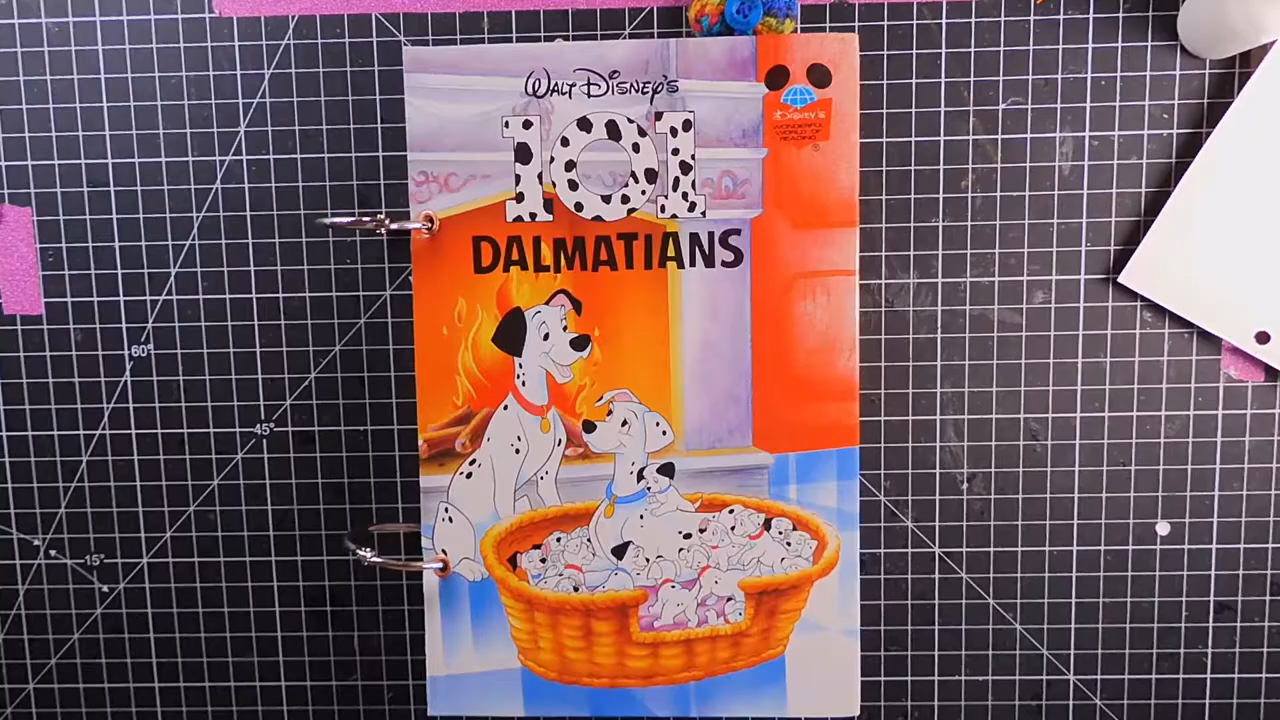 WALT DISNEY'S
101
DALMATIANS
DISNEY'S
WONDERFUL
WORLD OF
READING
®
60°
45°
15°